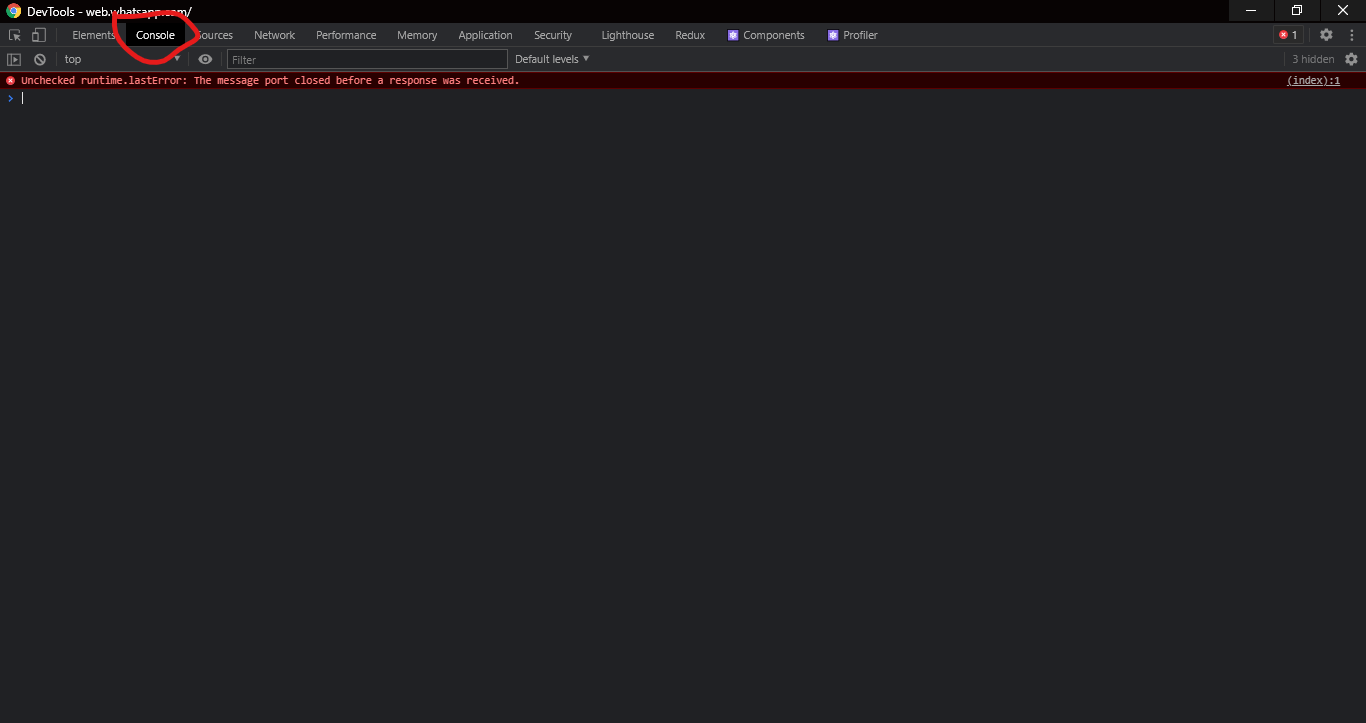 DevTools - web.whatsapp.com/
Elements Console Sources Network Performance Memory Application Security Lighthouse Redux Components Profiler 1
top Filter Default levels 3 hidden
Unchecked runtime.lastError: The message port closed before a response was received. (index):1